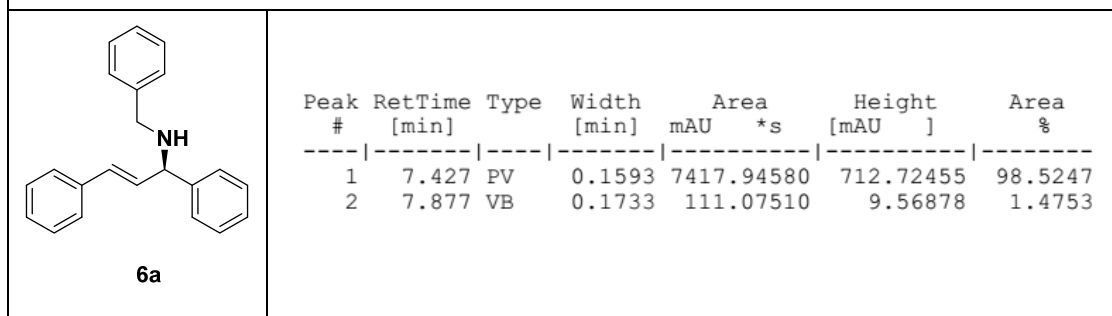 NH
6a
Peak RetTime Type Width Area Height Area
# [min] [min] mAU *s [mAU ] %
----|-------|----|-------|----------|----------|--------
1 7.427 PV 0.1593 7417.94580 712.72455 98.5247
2 7.877 VB 0.1733 111.07510 9.56878 1.4753